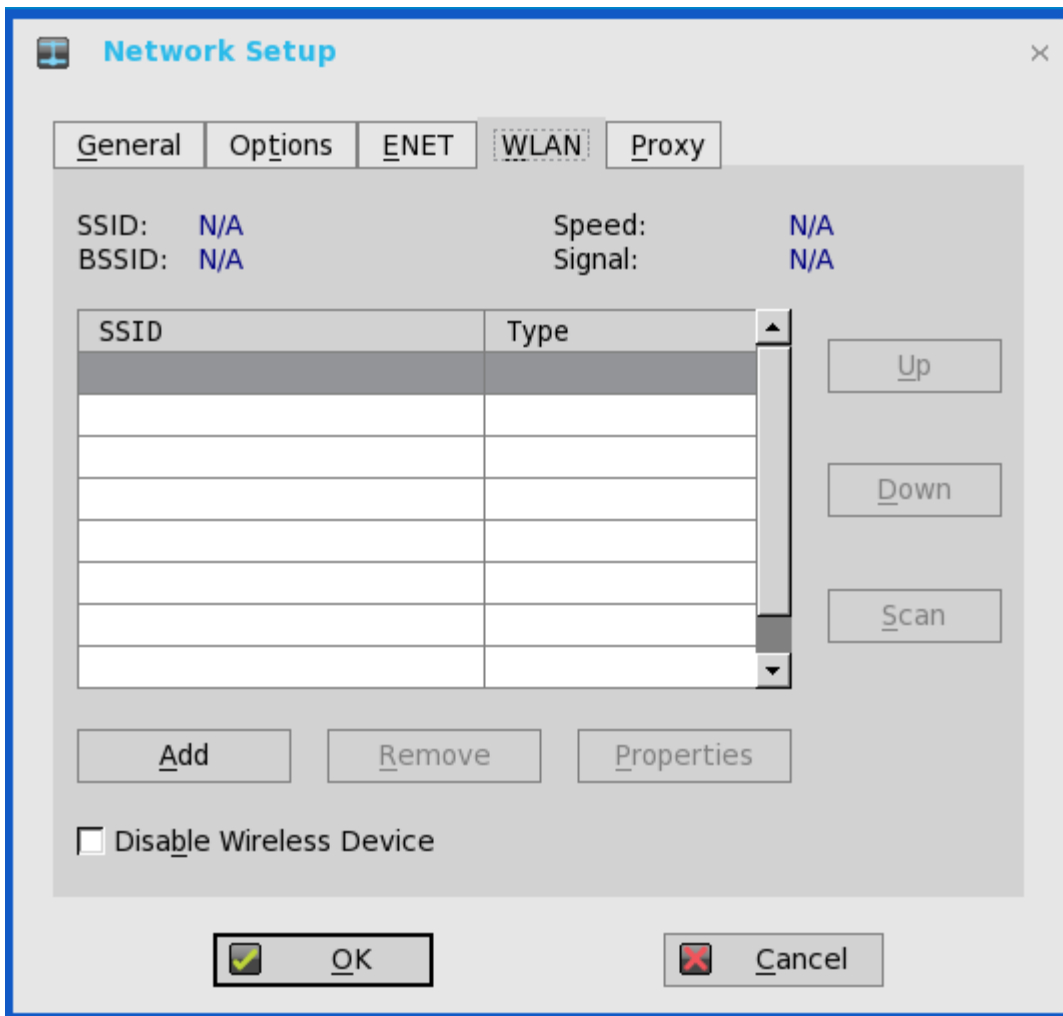 Network Setup
General Options ENET WLAN Proxy
SSID: N/A Speed: N/A
BSSID: N/A Signal: N/A
SSID Type
Up
Down
Scan
Add Remove Properties
Disable Wireless Device
OK Cancel